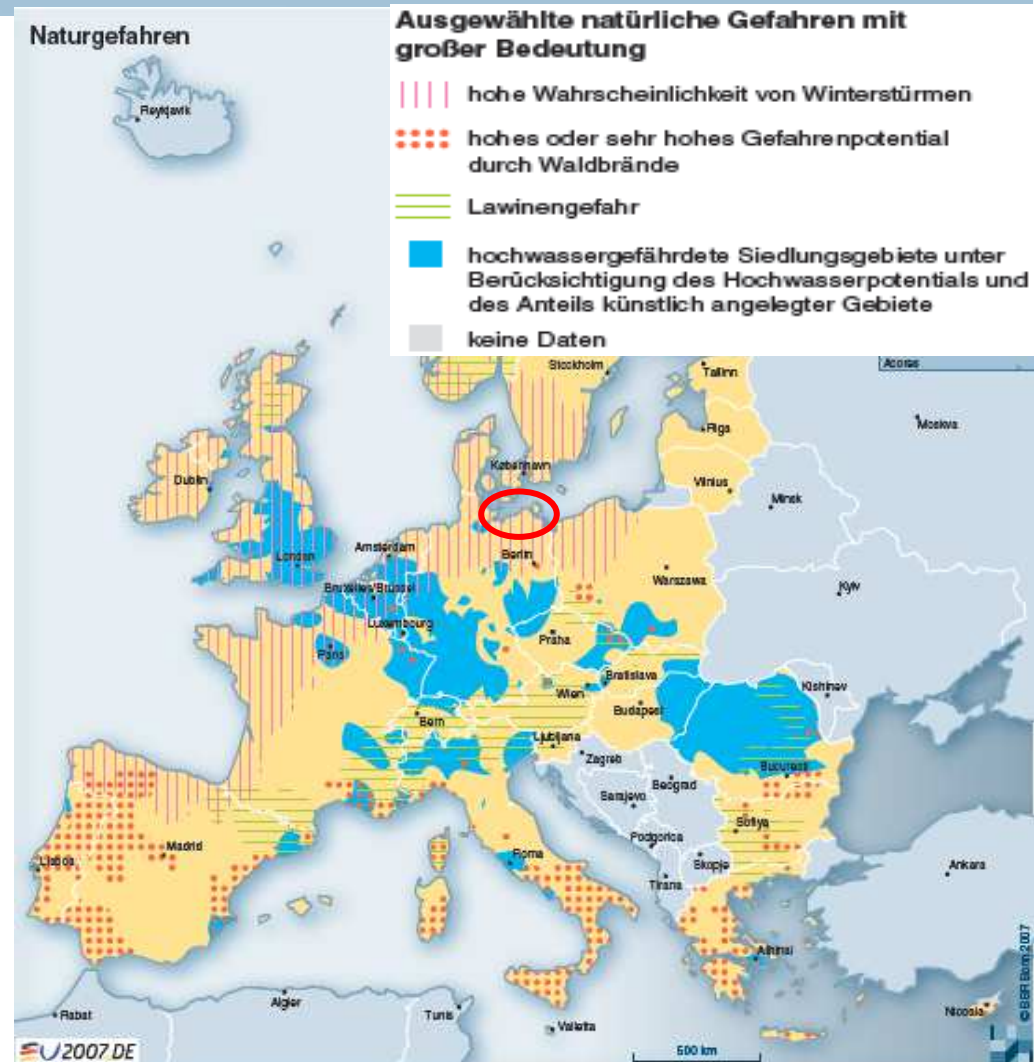 Naturgefahren
Ausgewählte natürliche Gefahren mit
großer Bedeutung
hohe Wahrscheinlichkeit von Winterstürmen
hohes oder sehr hohes Gefahrenpotential
durch Waldbrände
Lawinengefahr
hochwassergefährdete Siedlungsgebiete unter
Berücksichtigung des Hochwasserpotentials und
des Anteils künstlich angelegter Gebiete
keine Daten
Reykjavik
Stockholm
Tallinn
Moskva
Riga
København
Vilnius
Minsk
Dublin
London
Amsterdam
Berlin
Warszawa
Kyiv
Bruxelles/Brüssel
Luxembourg
Praha
Paris
Bratislava
Wien
Kishinev
Budapest
Bern
Ljubljana
Zagreb
Bucuresti
Beograd
Sarajevo
Sofiya
Podgorica
Skopje
Madrid
Lisboa
Roma
Tirana
Ankara
Athinai
Algier
Tunis
Rabat
Valletta
Nicosia
EU2007.DE
500 km
© BBR Bonn 2007